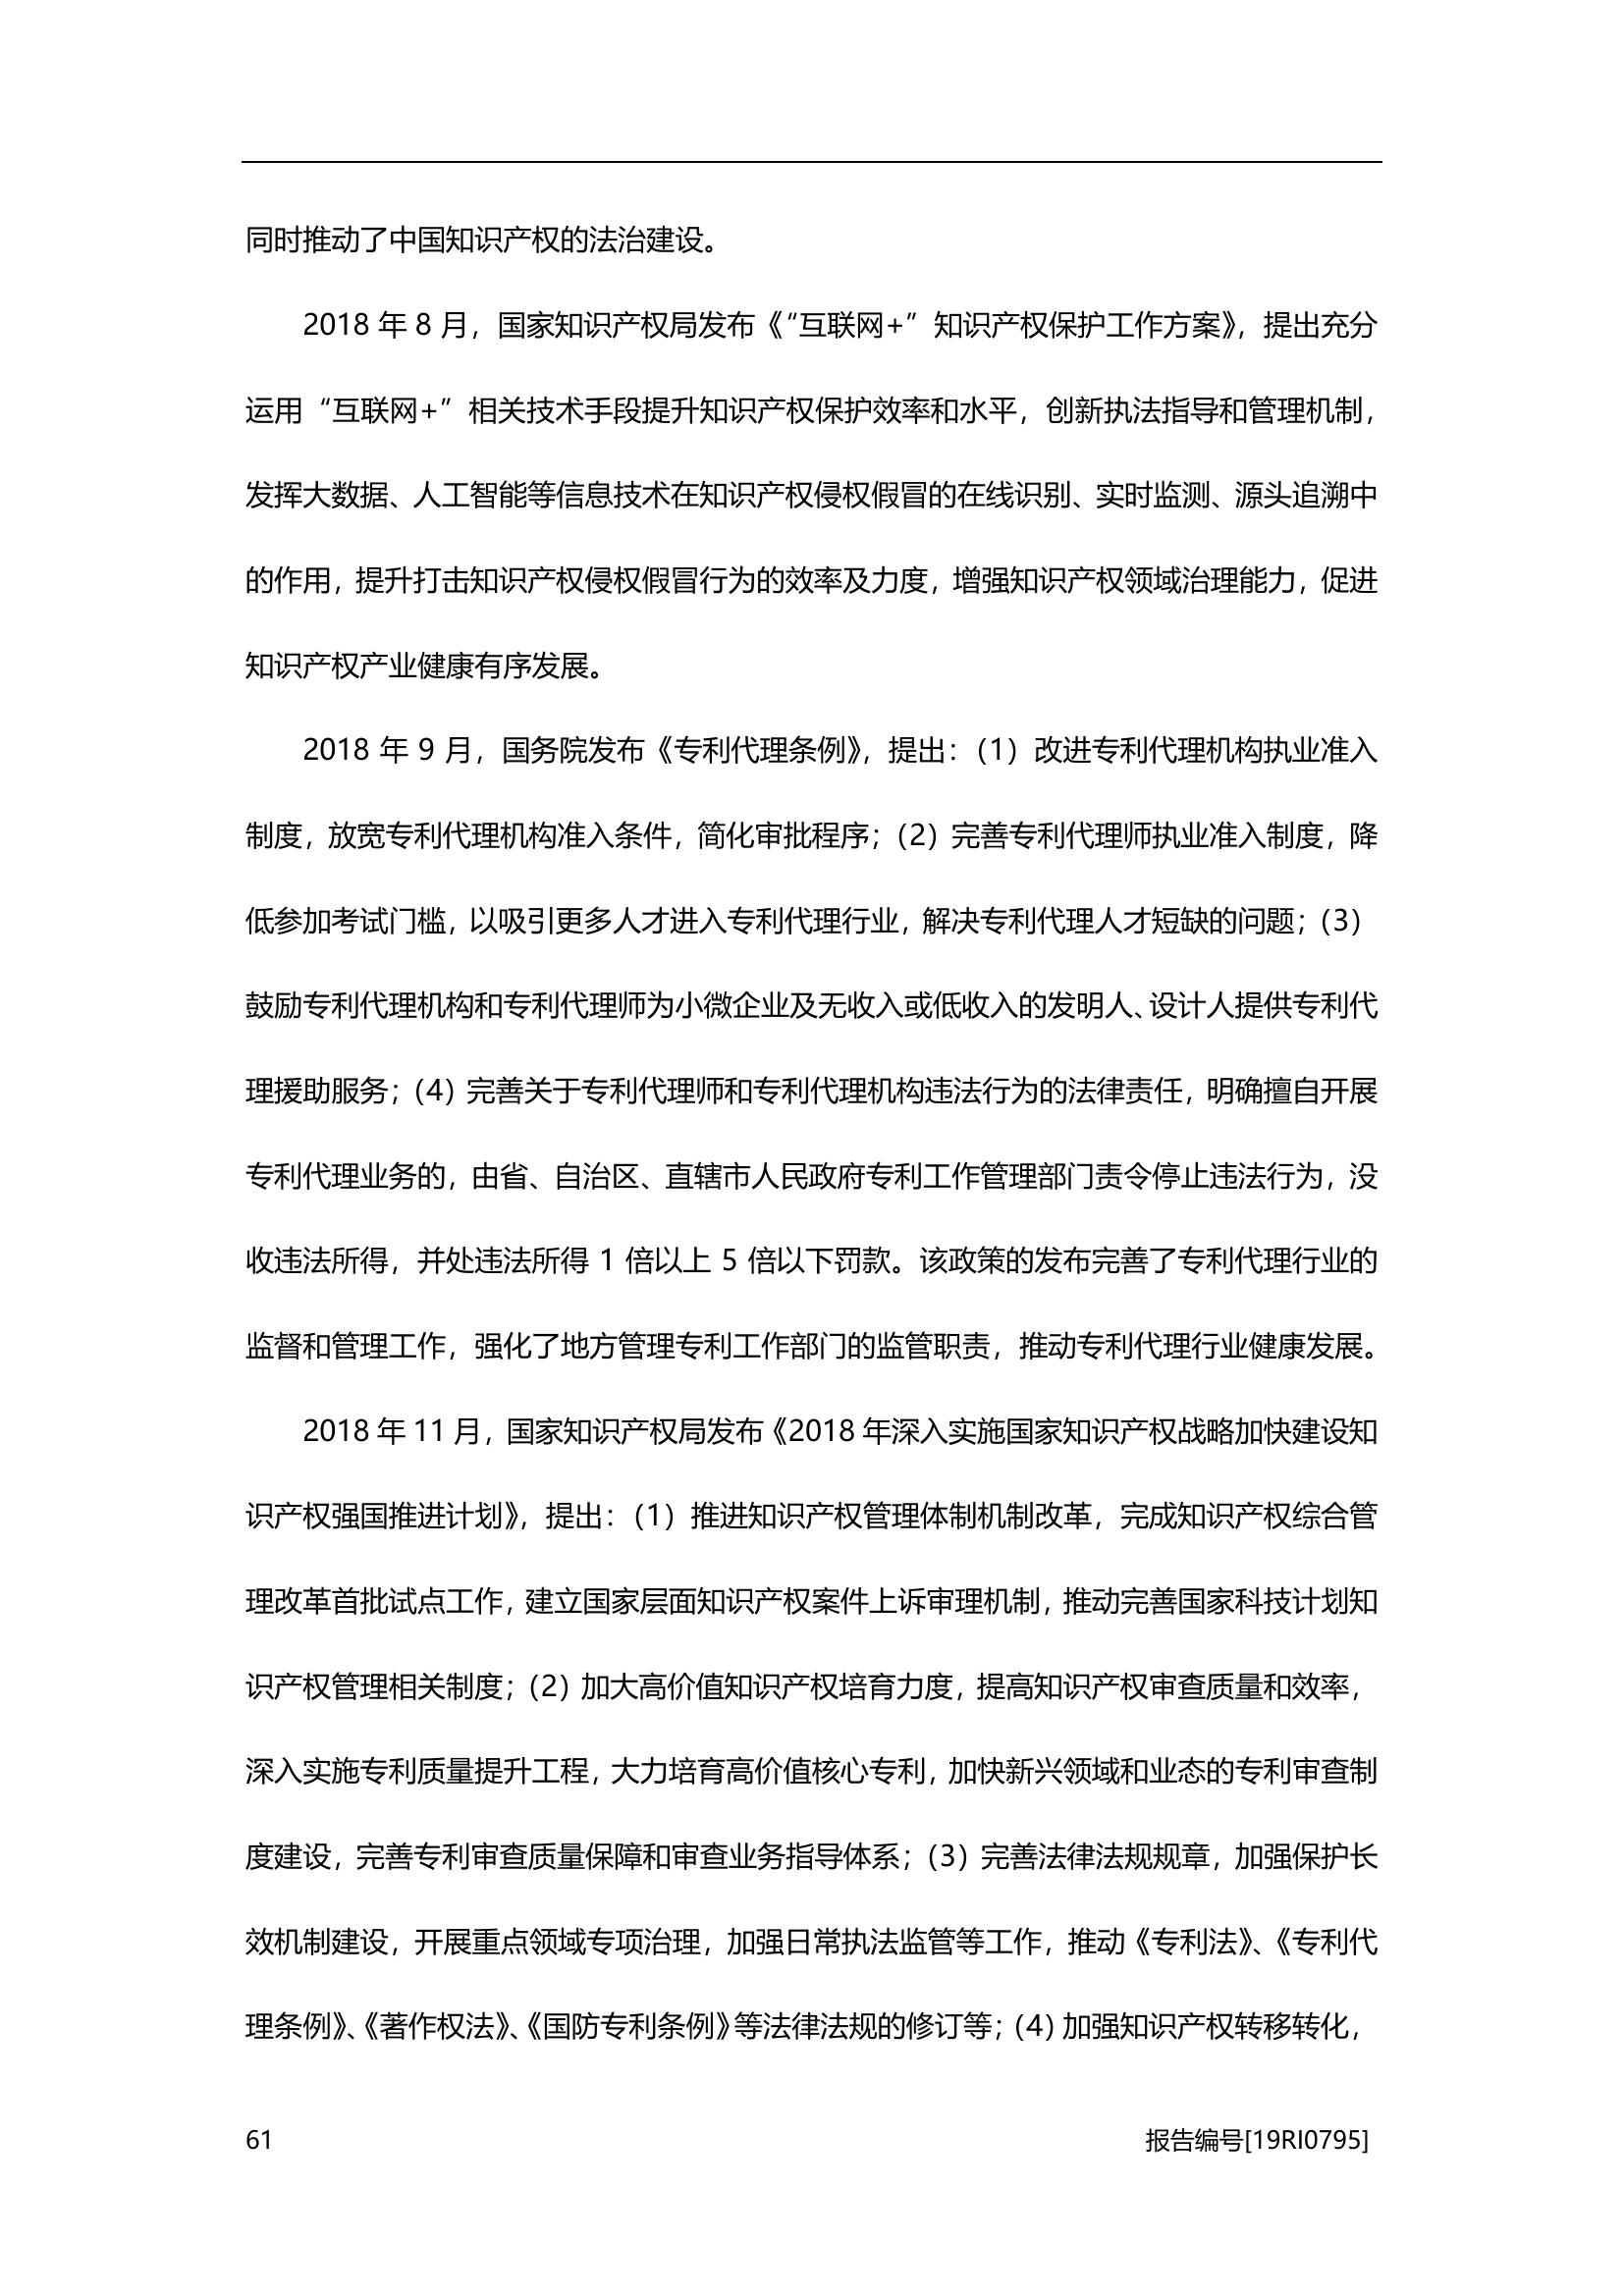 同时推动了中国知识产权的法治建设。
2018 年 8 月，国家知识产权局发布《“互联网+”知识产权保护工作方案》，提出充分
运用“互联网+”相关技术手段提升知识产权保护效率和水平，创新执法指导和管理机制，
发挥大数据、人工智能等信息技术在知识产权侵权假冒的在线识别、实时监测、源头追溯中
的作用，提升打击知识产权侵权假冒行为的效率及力度，增强知识产权领域治理能力，促进
知识产权产业健康有序发展。
2018 年 9 月，国务院发布《专利代理条例》，提出：（1）改进专利代理机构执业准入
制度，放宽专利代理机构准入条件，简化审批程序；（2）完善专利代理师执业准入制度，降
低参加考试门槛，以吸引更多人才进入专利代理行业，解决专利代理人才短缺的问题；（3）
鼓励专利代理机构和专利代理师为小微企业及无收入或低收入的发明人、设计人提供专利代
理援助服务；（4）完善关于专利代理师和专利代理机构违法行为的法律责任，明确擅自开展
专利代理业务的，由省、自治区、直辖市人民政府专利工作管理部门责令停止违法行为，没
收违法所得，并处违法所得 1 倍以上 5 倍以下罚款。该政策的发布完善了专利代理行业的
监督和管理工作，强化了地方管理专利工作部门的监管职责，推动专利代理行业健康发展。
2018 年 11 月，国家知识产权局发布《2018 年深入实施国家知识产权战略加快建设知
识产权强国推进计划》，提出：（1）推进知识产权管理体制机制改革，完成知识产权综合管
理改革首批试点工作，建立国家层面知识产权案件上诉审理机制，推动完善国家科技计划知
识产权管理相关制度；（2）加大高价值知识产权培育力度，提高知识产权审查质量和效率，
深入实施专利质量提升工程，大力培育高价值核心专利，加快新兴领域和业态的专利审查制
度建设，完善专利审查质量保障和审查业务指导体系；（3）完善法律法规规章，加强保护长
效机制建设，开展重点领域专项治理，加强日常执法监管等工作，推动《专利法》、《专利代
理条例》、《著作权法》、《国防专利条例》等法律法规的修订等；（4）加强知识产权转移转化，
61 报告编号[19RI0795]